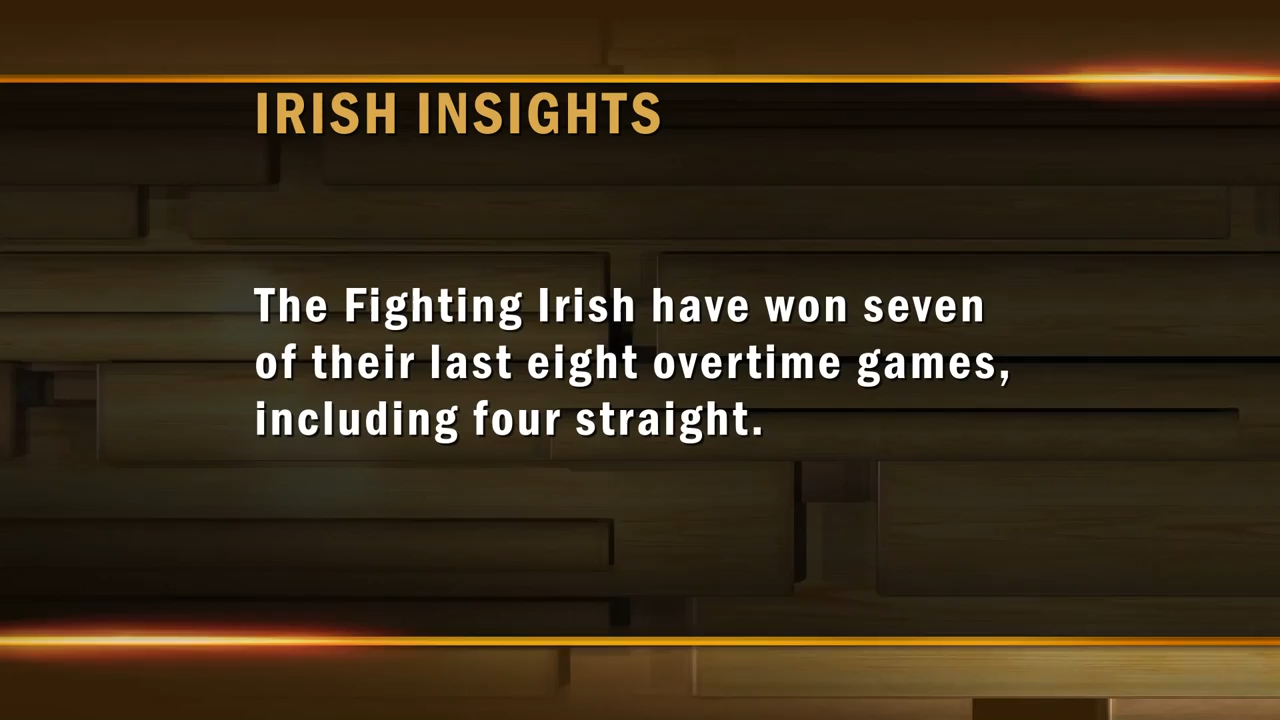 IRISH INSIGHTS
The Fighting Irish have won seven
of their last eight overtime games,
including four straight.